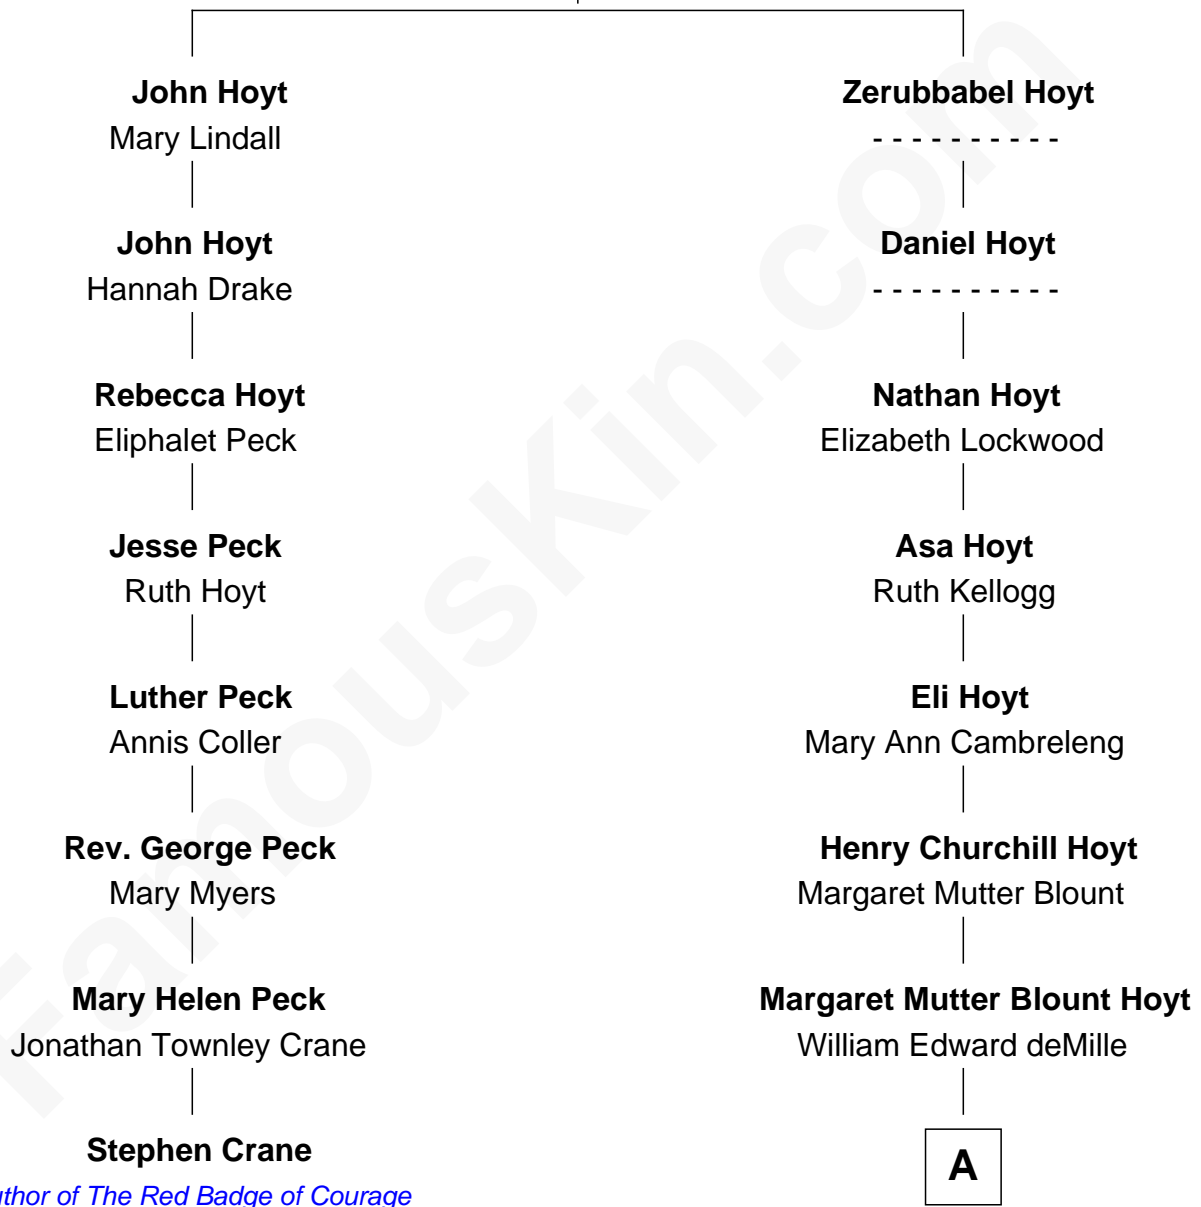 John Hoyt
Mary Lindall
Zerubbabel Hoyt
- - - - - - - - - -
John Hoyt
Hannah Drake
Daniel Hoyt
- - - - - - - - - -
Rebecca Hoyt
Eliphalet Peck
Nathan Hoyt
Elizabeth Lockwood
Jesse Peck
Ruth Hoyt
Asa Hoyt
Ruth Kellogg
Luther Peck
Annis Coller
Eli Hoyt
Mary Ann Cambreleng
Rev. George Peck
Mary Myers
Henry Churchill Hoyt
Margaret Mutter Blount
Mary Helen Peck
Jonathan Townley Crane
Margaret Mutter Blount Hoyt
William Edward deMille
Stephen Crane
uthor of The Red Badge of Courage
A
FamousKin.com